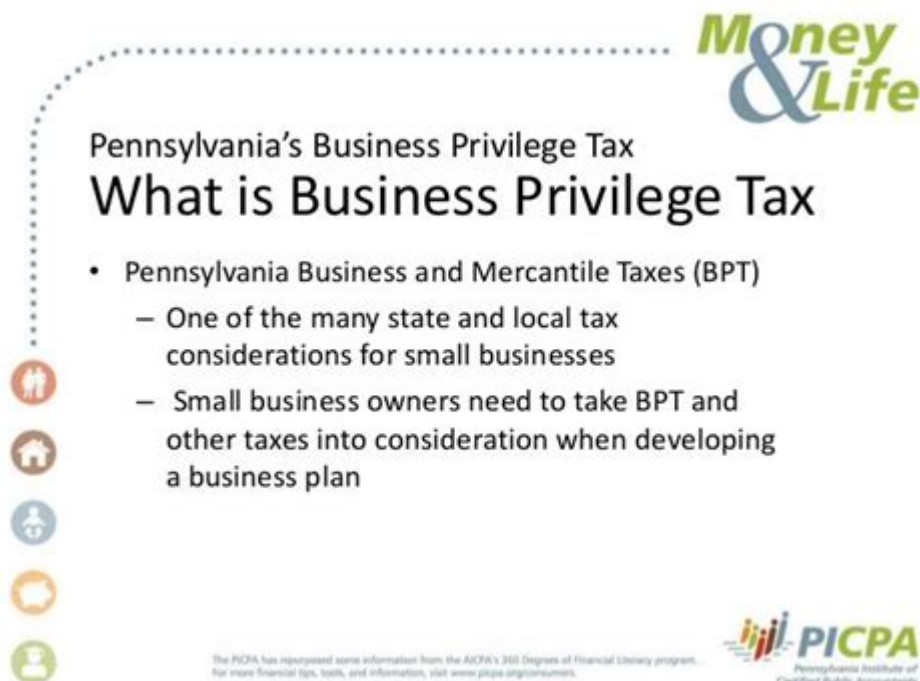 Money
&Life
Pennsylvania's Business Privilege Tax
What is Business Privilege Tax
• Pennsylvania Business and Mercantile Taxes (BPT)
– One of the many state and local tax
considerations for small businesses
– Small business owners need to take BPT and
other taxes into consideration when developing
a business plan
PICPA
Pennsylvania Institute of
Certified Public Accountants
The PICPA has repurposed some information from the AICPA's 360 Degrees of Financial Literacy program.
For more financial tips, tools, and information, visit www.picpa.org/consumers.